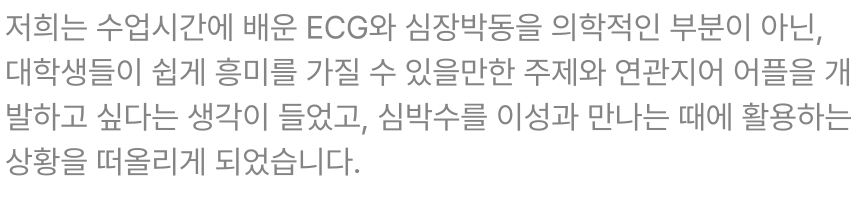 저희는 수업시간에 배운 ECG와 심장박동을 의학적인 부분이 아닌,
대학생들이 쉽게 흥미를 가질 수 있을만한 주제와 연관지어 어플을 개
발하고 싶다는 생각이 들었고, 심박수를 이성과 만나는 때에 활용하는
상황을 떠올리게 되었습니다.